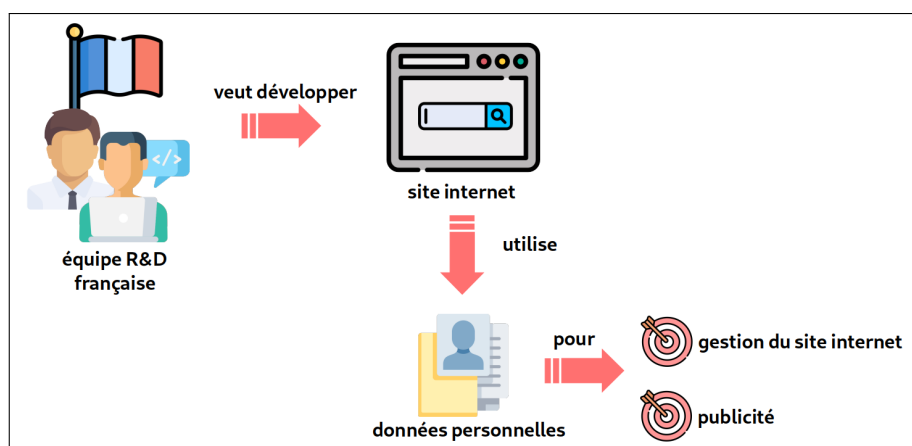 veut développer
équipe R&D
française
site internet
utilise
pour
gestion du site internet
publicité
données personnelles